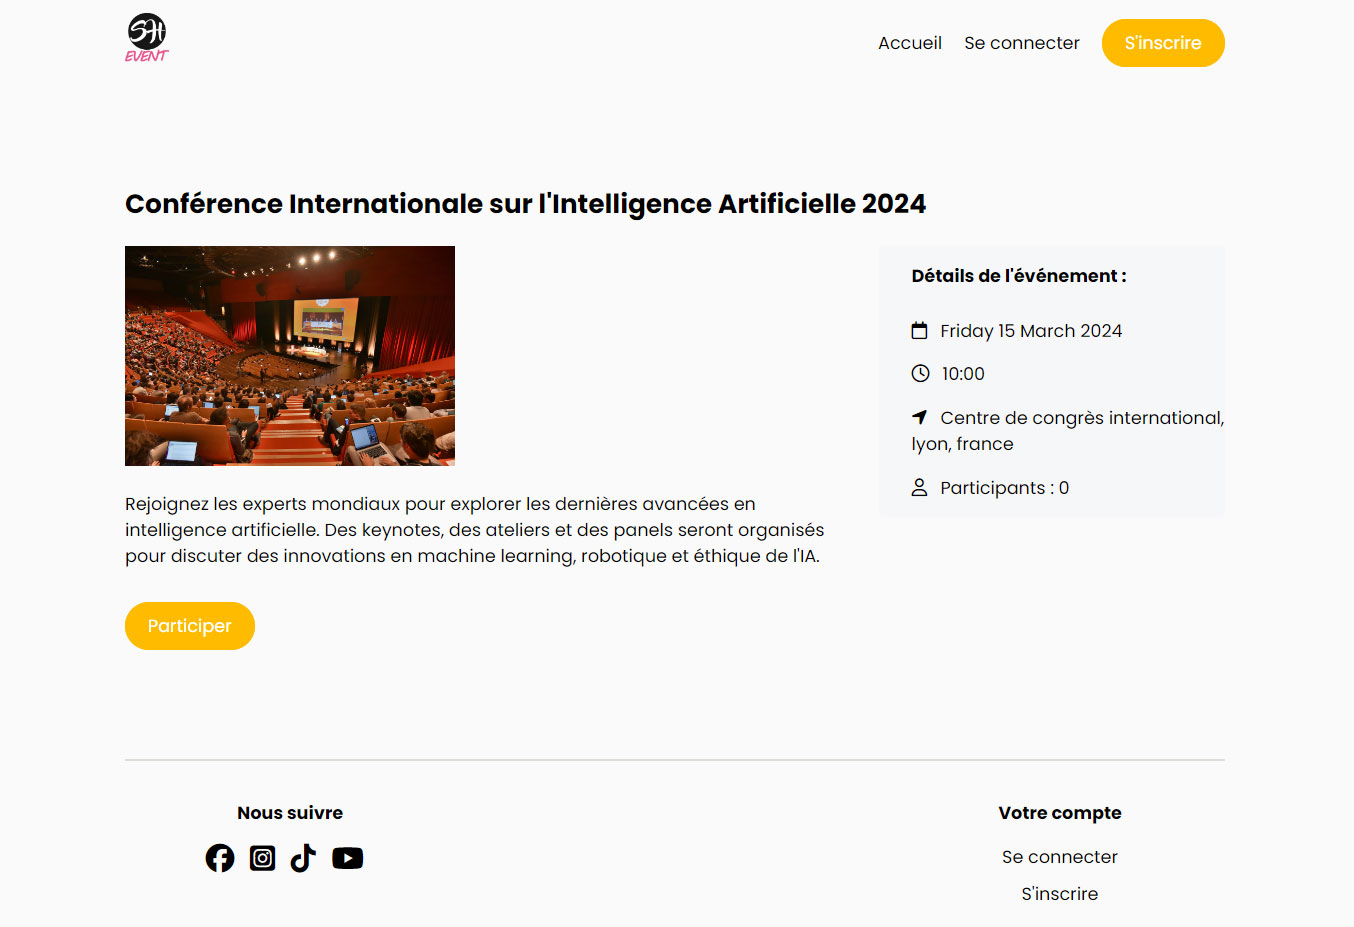 SH
EVENT
Accueil
Se connecter
S'inscrire
Conférence Internationale sur l'Intelligence Artificielle 2024
Détails de l'événement :
Friday 15 March 2024
10:00
Centre de congrès international,
lyon, france
Participants : 0
Rejoignez les experts mondiaux pour explorer les dernières avancées en
intelligence artificielle. Des keynotes, des ateliers et des panels seront organisés
pour discuter des innovations en machine learning, robotique et éthique de l'IA.
Participer
Nous suivre
Votre compte
Se connecter
S'inscrire